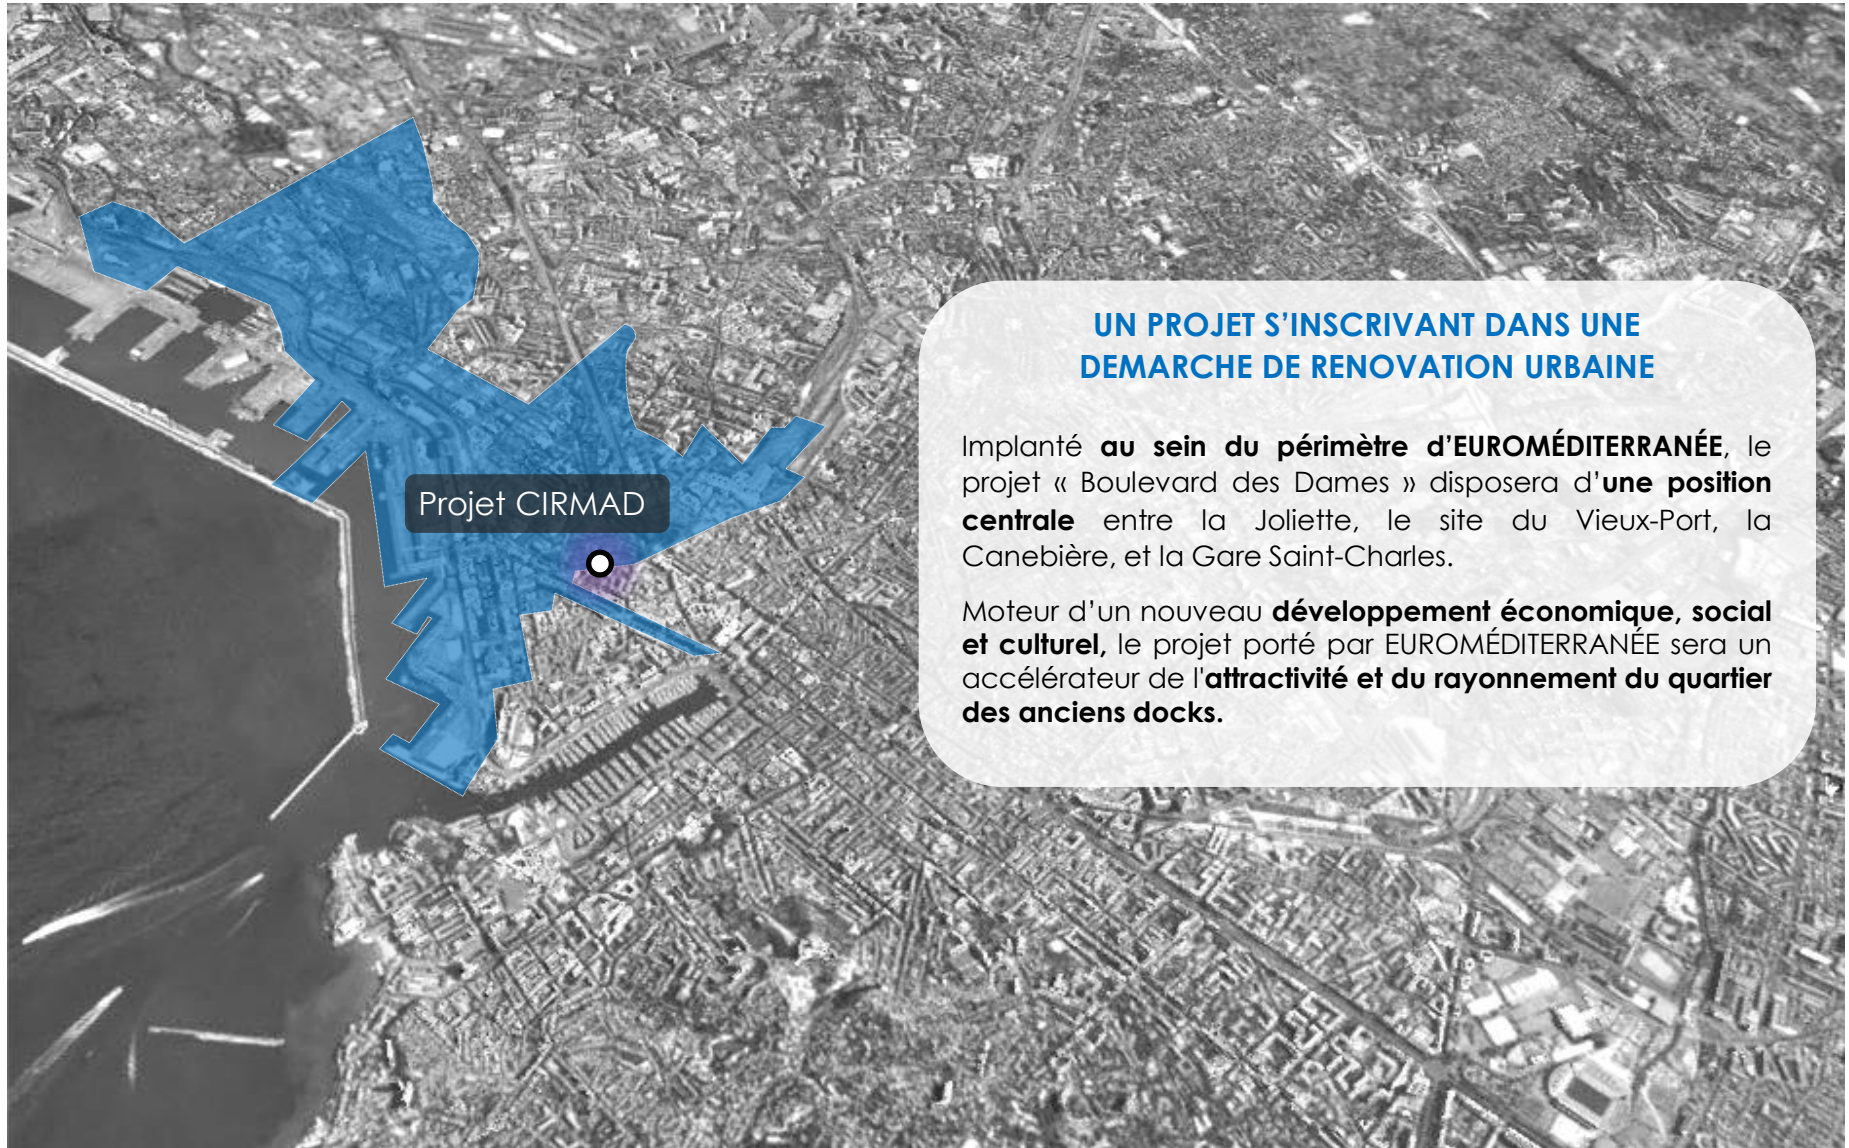 UN PROJET S’INSCRIVANT DANS UNE
DEMARCHE DE RENOVATION URBAINE
Implanté au sein du périmètre d’EUROMÉDITERRANÉE, le
projet « Boulevard des Dames » disposera d’une position
centrale entre la Joliette, le site du Vieux-Port, la
Canebière, et la Gare Saint-Charles.
Moteur d’un nouveau développement économique, social
et culturel, le projet porté par EUROMÉDITERRANÉE sera un
accélérateur de l'attractivité et du rayonnement du quartier
des anciens docks.
Projet CIRMAD